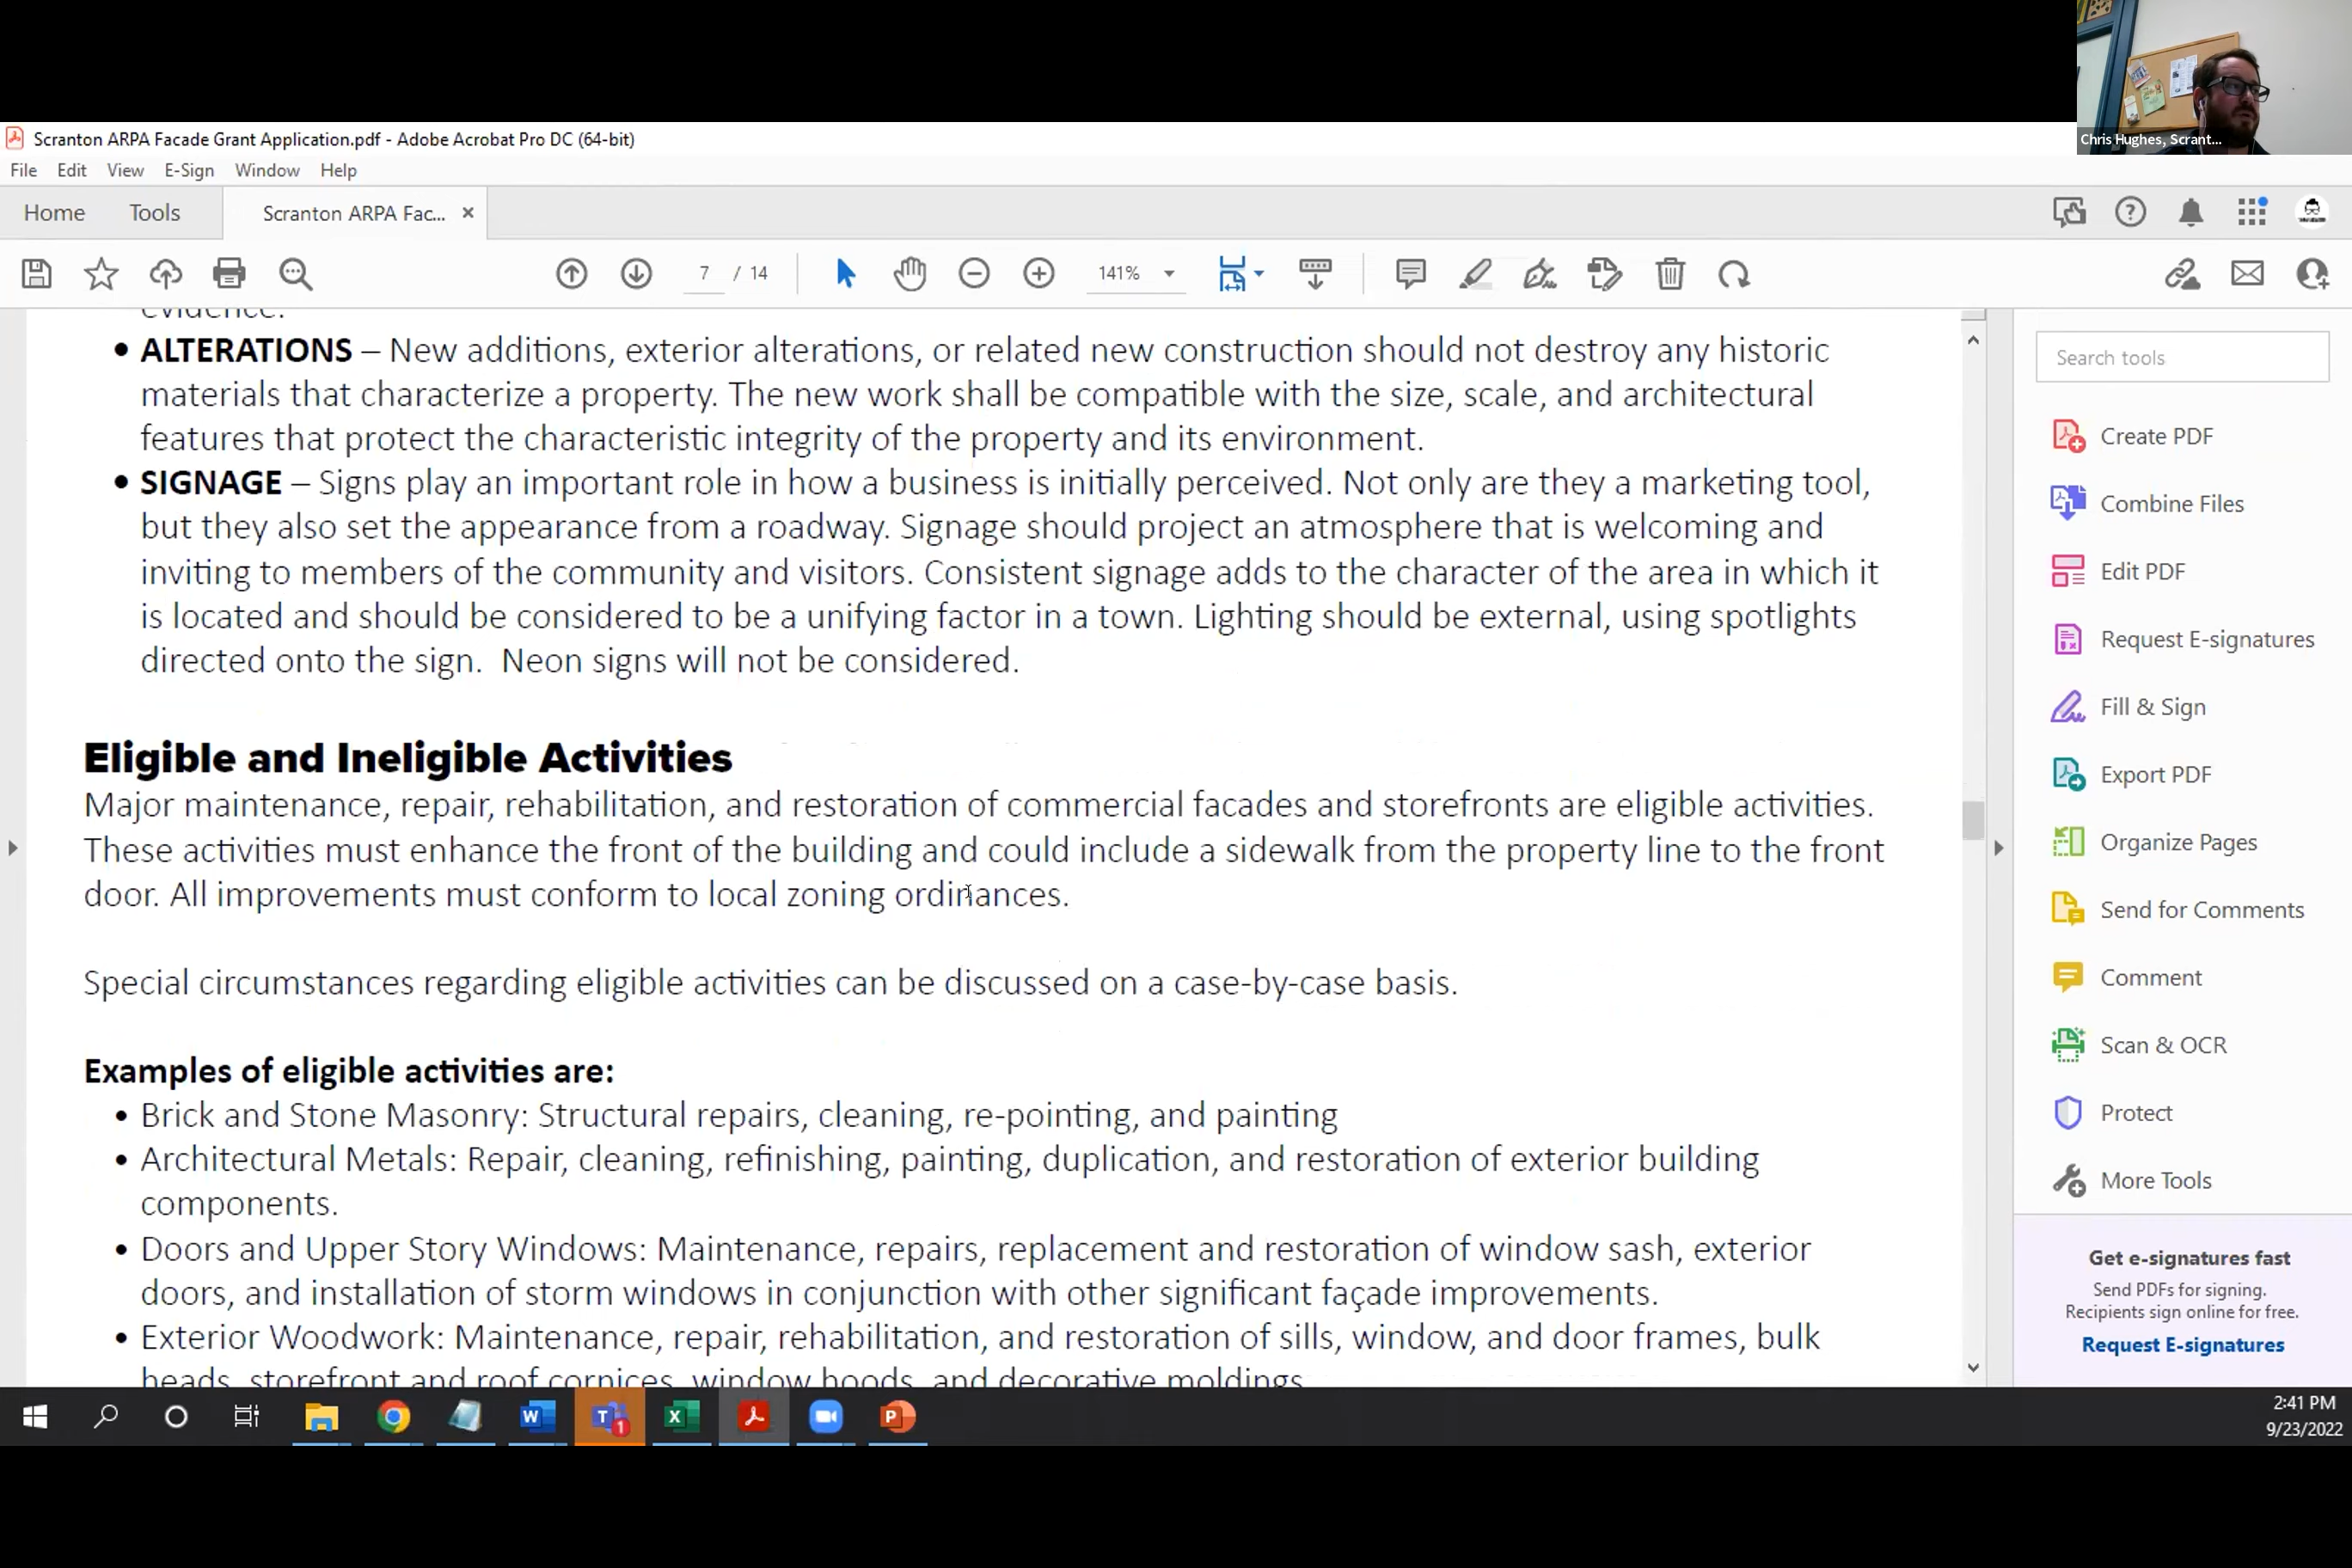 Chris Hughes, Scrant...
Scranton ARPA Facade Grant Application.pdf - Adobe Acrobat Pro DC (64-bit)
File Edit View E-Sign Window Help
Home Tools Scranton ARPA Fac... ×
7 / 14 141%
evidence.
• ALTERATIONS – New additions, exterior alterations, or related new construction should not destroy any historic
materials that characterize a property. The new work shall be compatible with the size, scale, and architectural
features that protect the characteristic integrity of the property and its environment.
• SIGNAGE – Signs play an important role in how a business is initially perceived. Not only are they a marketing tool,
but they also set the appearance from a roadway. Signage should project an atmosphere that is welcoming and
inviting to members of the community and visitors. Consistent signage adds to the character of the area in which it
is located and should be considered to be a unifying factor in a town. Lighting should be external, using spotlights
directed onto the sign.  Neon signs will not be considered.
Eligible and Ineligible Activities
Major maintenance, repair, rehabilitation, and restoration of commercial facades and storefronts are eligible activities.
These activities must enhance the front of the building and could include a sidewalk from the property line to the front
door. All improvements must conform to local zoning ordinances.
Special circumstances regarding eligible activities can be discussed on a case-by-case basis.
Examples of eligible activities are:
• Brick and Stone Masonry: Structural repairs, cleaning, re-pointing, and painting
• Architectural Metals: Repair, cleaning, refinishing, painting, duplication, and restoration of exterior building
components.
• Doors and Upper Story Windows: Maintenance, repairs, replacement and restoration of window sash, exterior
doors, and installation of storm windows in conjunction with other significant façade improvements.
• Exterior Woodwork: Maintenance, repair, rehabilitation, and restoration of sills, window, and door frames, bulk
heads, storefront and roof cornices, window hoods, and decorative moldings
Search tools
Create PDF
Combine Files
Edit PDF
Request E-signatures
Fill & Sign
Export PDF
Organize Pages
Send for Comments
Comment
Scan & OCR
Protect
More Tools
Get e-signatures fast
Send PDFs for signing.
Recipients sign online for free.
Request E-signatures
2:41 PM
9/23/2022